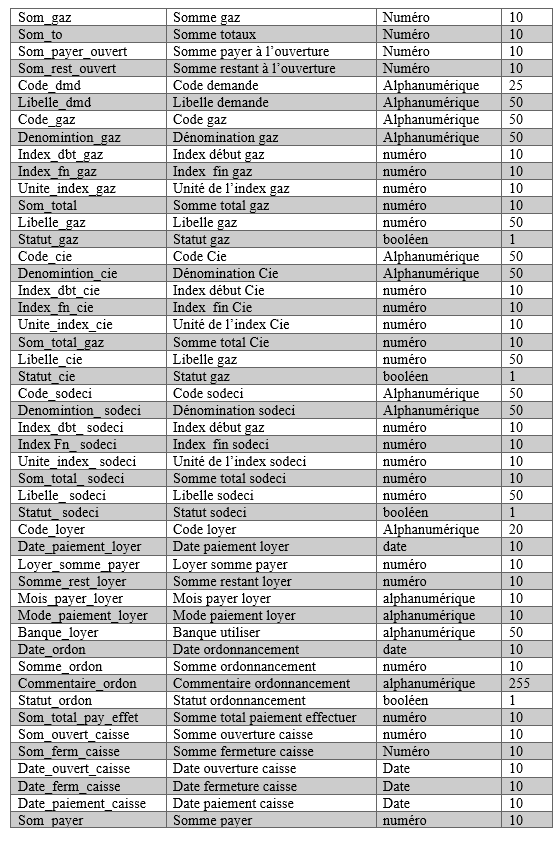 Som_gaz Somme gaz Numéro 10
Som_to Somme totaux Numéro 10
Som_payer_ouvert Somme payer à l’ouverture Numéro 10
Som_rest_ouvert Somme restant à l’ouverture Numéro 10
Code_dmd Code demande Alphanumérique 25
Libelle_dmd Libelle demande Alphanumérique 50
Code_gaz Code gaz Alphanumérique 50
Denomintion_gaz Dénomination gaz Alphanumérique 50
Index_dbt_gaz Index début gaz numéro 10
Index_fn_gaz Index fin gaz numéro 10
Unite_index_gaz Unité de l’index gaz numéro 10
Som_total Somme total gaz numéro 10
Libelle_gaz Libelle gaz numéro 50
Statut_gaz Statut gaz booléen 1
Code_cie Code Cie Alphanumérique 50
Denomintion_cie Dénomination Cie Alphanumérique 50
Index_dbt_cie Index début Cie numéro 10
Index_fn_cie Index fin Cie numéro 10
Unite_index_cie Unité de l’index Cie numéro 10
Som_total_gaz Somme total Cie numéro 10
Libelle_cie Libelle gaz numéro 50
Statut_cie Statut gaz booléen 1
Code_sodeci Code sodeci Alphanumérique 50
Denomintion_ sodeci Dénomination sodeci Alphanumérique 50
Index_dbt_ sodeci Index début gaz numéro 10
Index Fn_ sodeci Index fin sodeci numéro 10
Unite_index_ sodeci Unité de l’index sodeci numéro 10
Som_total_ sodeci Somme total sodeci numéro 10
Libelle_ sodeci Libelle sodeci numéro 50
Statut_ sodeci Statut sodeci booléen 1
Code_loyer Code loyer Alphanumérique 20
Date_paiement_loyer Date paiement loyer date 10
Loyer_somme_payer Loyer somme payer numéro 10
Somme_rest_loyer Somme restant loyer numéro 10
Mois_payer_loyer Mois payer loyer alphanumérique 10
Mode_paiement_loyer Mode paiement loyer alphanumérique 10
Banque_loyer Banque utiliser alphanumérique 50
Date_ordon Date ordonnancement date 10
Somme_ordon Somme ordonnancement numéro 10
Commentaire_ordon Commentaire ordonnancement alphanumérique 255
Statut_ordon Statut ordonnancement booléen 1
Som_total_pay_effet Somme total paiement effectuer numéro 10
Som_ouvert_caisse Somme ouverture caisse numéro 10
Som_ferm_caisse Somme fermeture caisse Numéro 10
Date_ouvert_caisse Date ouverture caisse Date 10
Date_ferm_caisse Date fermeture caisse Date 10
Date_paiement_caisse Date paiement caisse Date 10
Som_payer Somme payer numéro 10